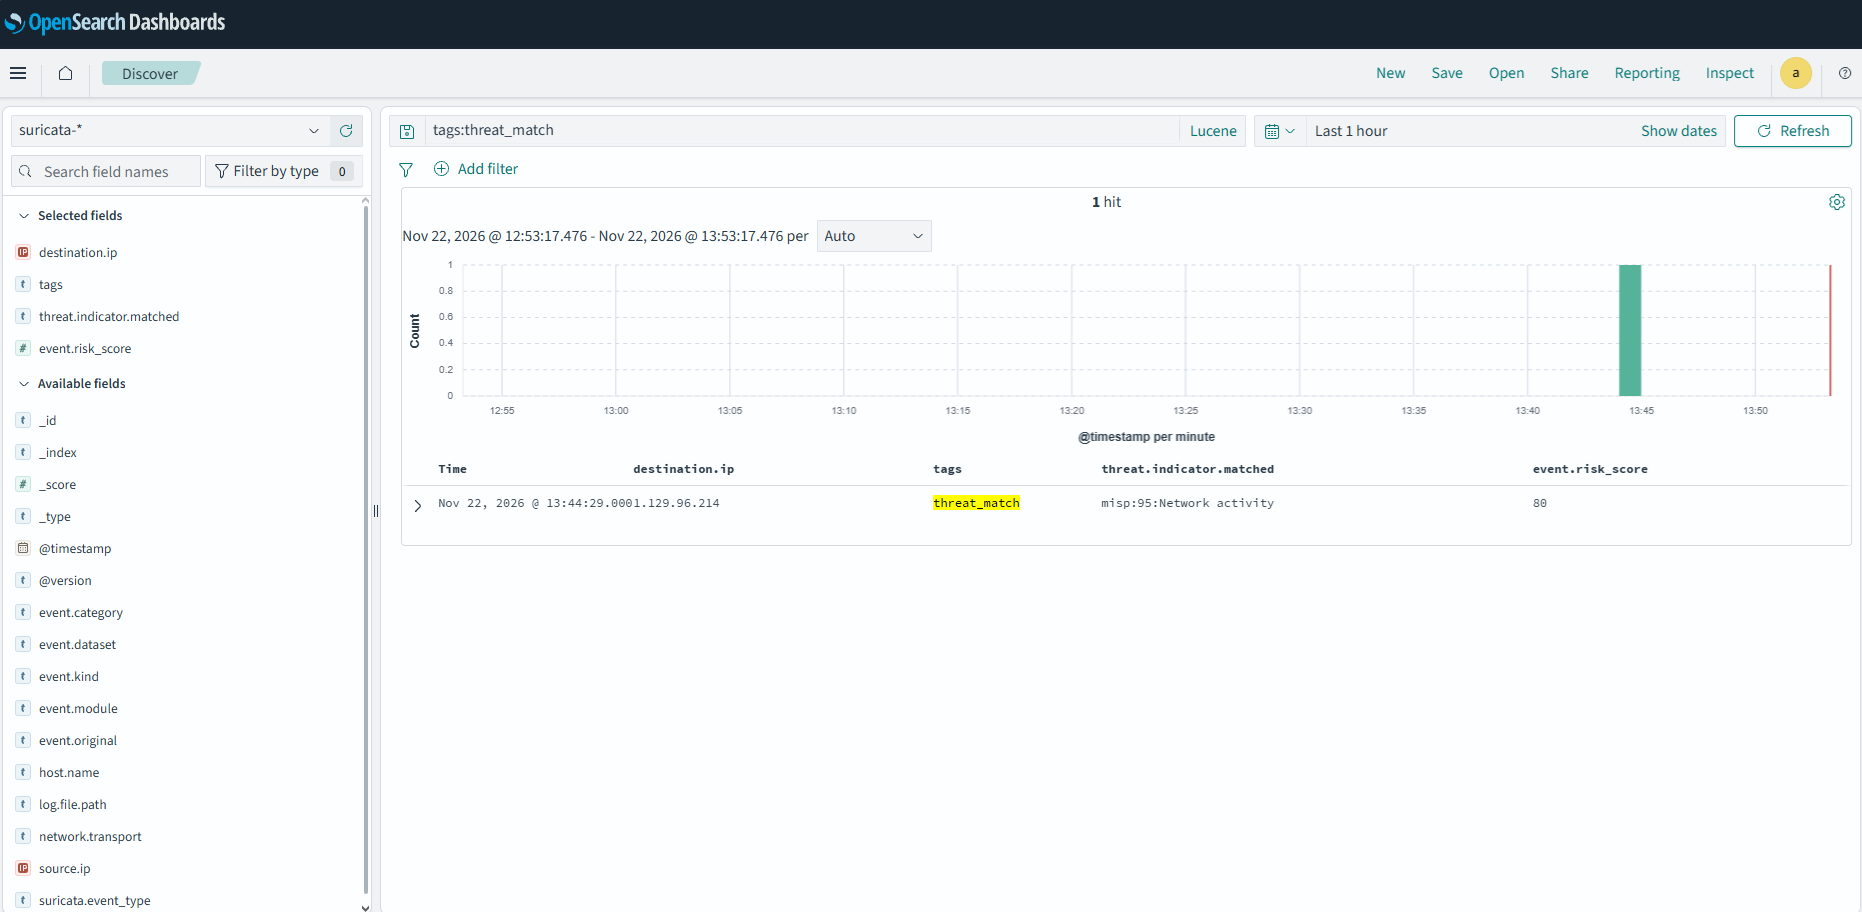 OpenSearch Dashboards
Discover
New Save Open Share Reporting Inspect a
suricata-*
tags:threat_match Lucene Last 1 hour Show dates Refresh
Search field names Filter by type 0
Add filter
Selected fields
destination.ip
tags
threat.indicator.matched
event.risk_score
Available fields
_id
_index
_score
_type
@timestamp
@version
event.category
event.dataset
event.kind
event.module
event.original
host.name
log.file.path
network.transport
source.ip
suricata.event_type
1 hit
Nov 22, 2026 @ 12:53:17.476 - Nov 22, 2026 @ 13:53:17.476 per Auto
Count
1
0.8
0.6
0.4
0.2
0
12:55 13:00 13:05 13:10 13:15 13:20 13:25 13:30 13:35 13:40 13:45 13:50
@timestamp per minute
Time destination.ip tags threat.indicator.matched event.risk_score
Nov 22, 2026 @ 13:44:29.0001.129.96.214 threat_match misp:95:Network activity 80